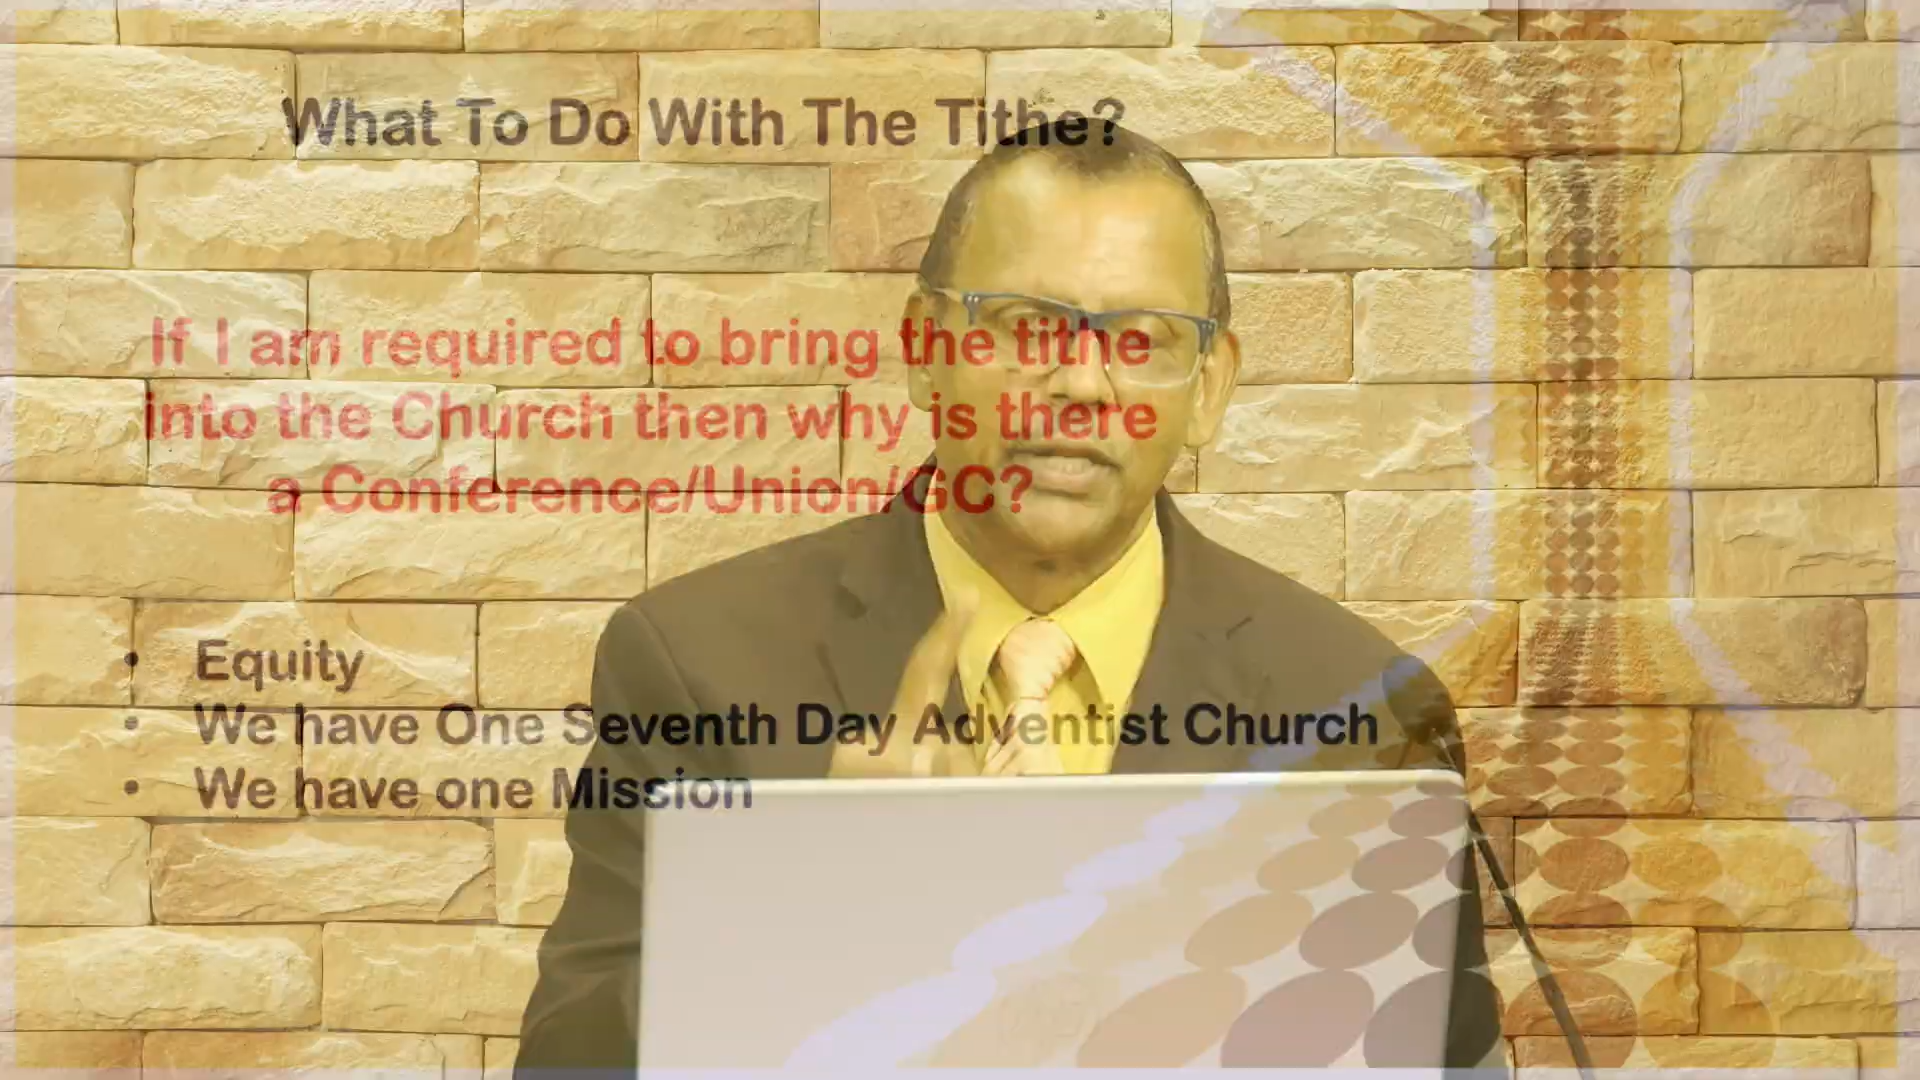 What To Do With The Tithe?
If I am required to bring the tithe
into the Church then why is there
a Conference/Union/GC?
• Equity
• We have One Seventh Day Adventist Church
• We have one Mission